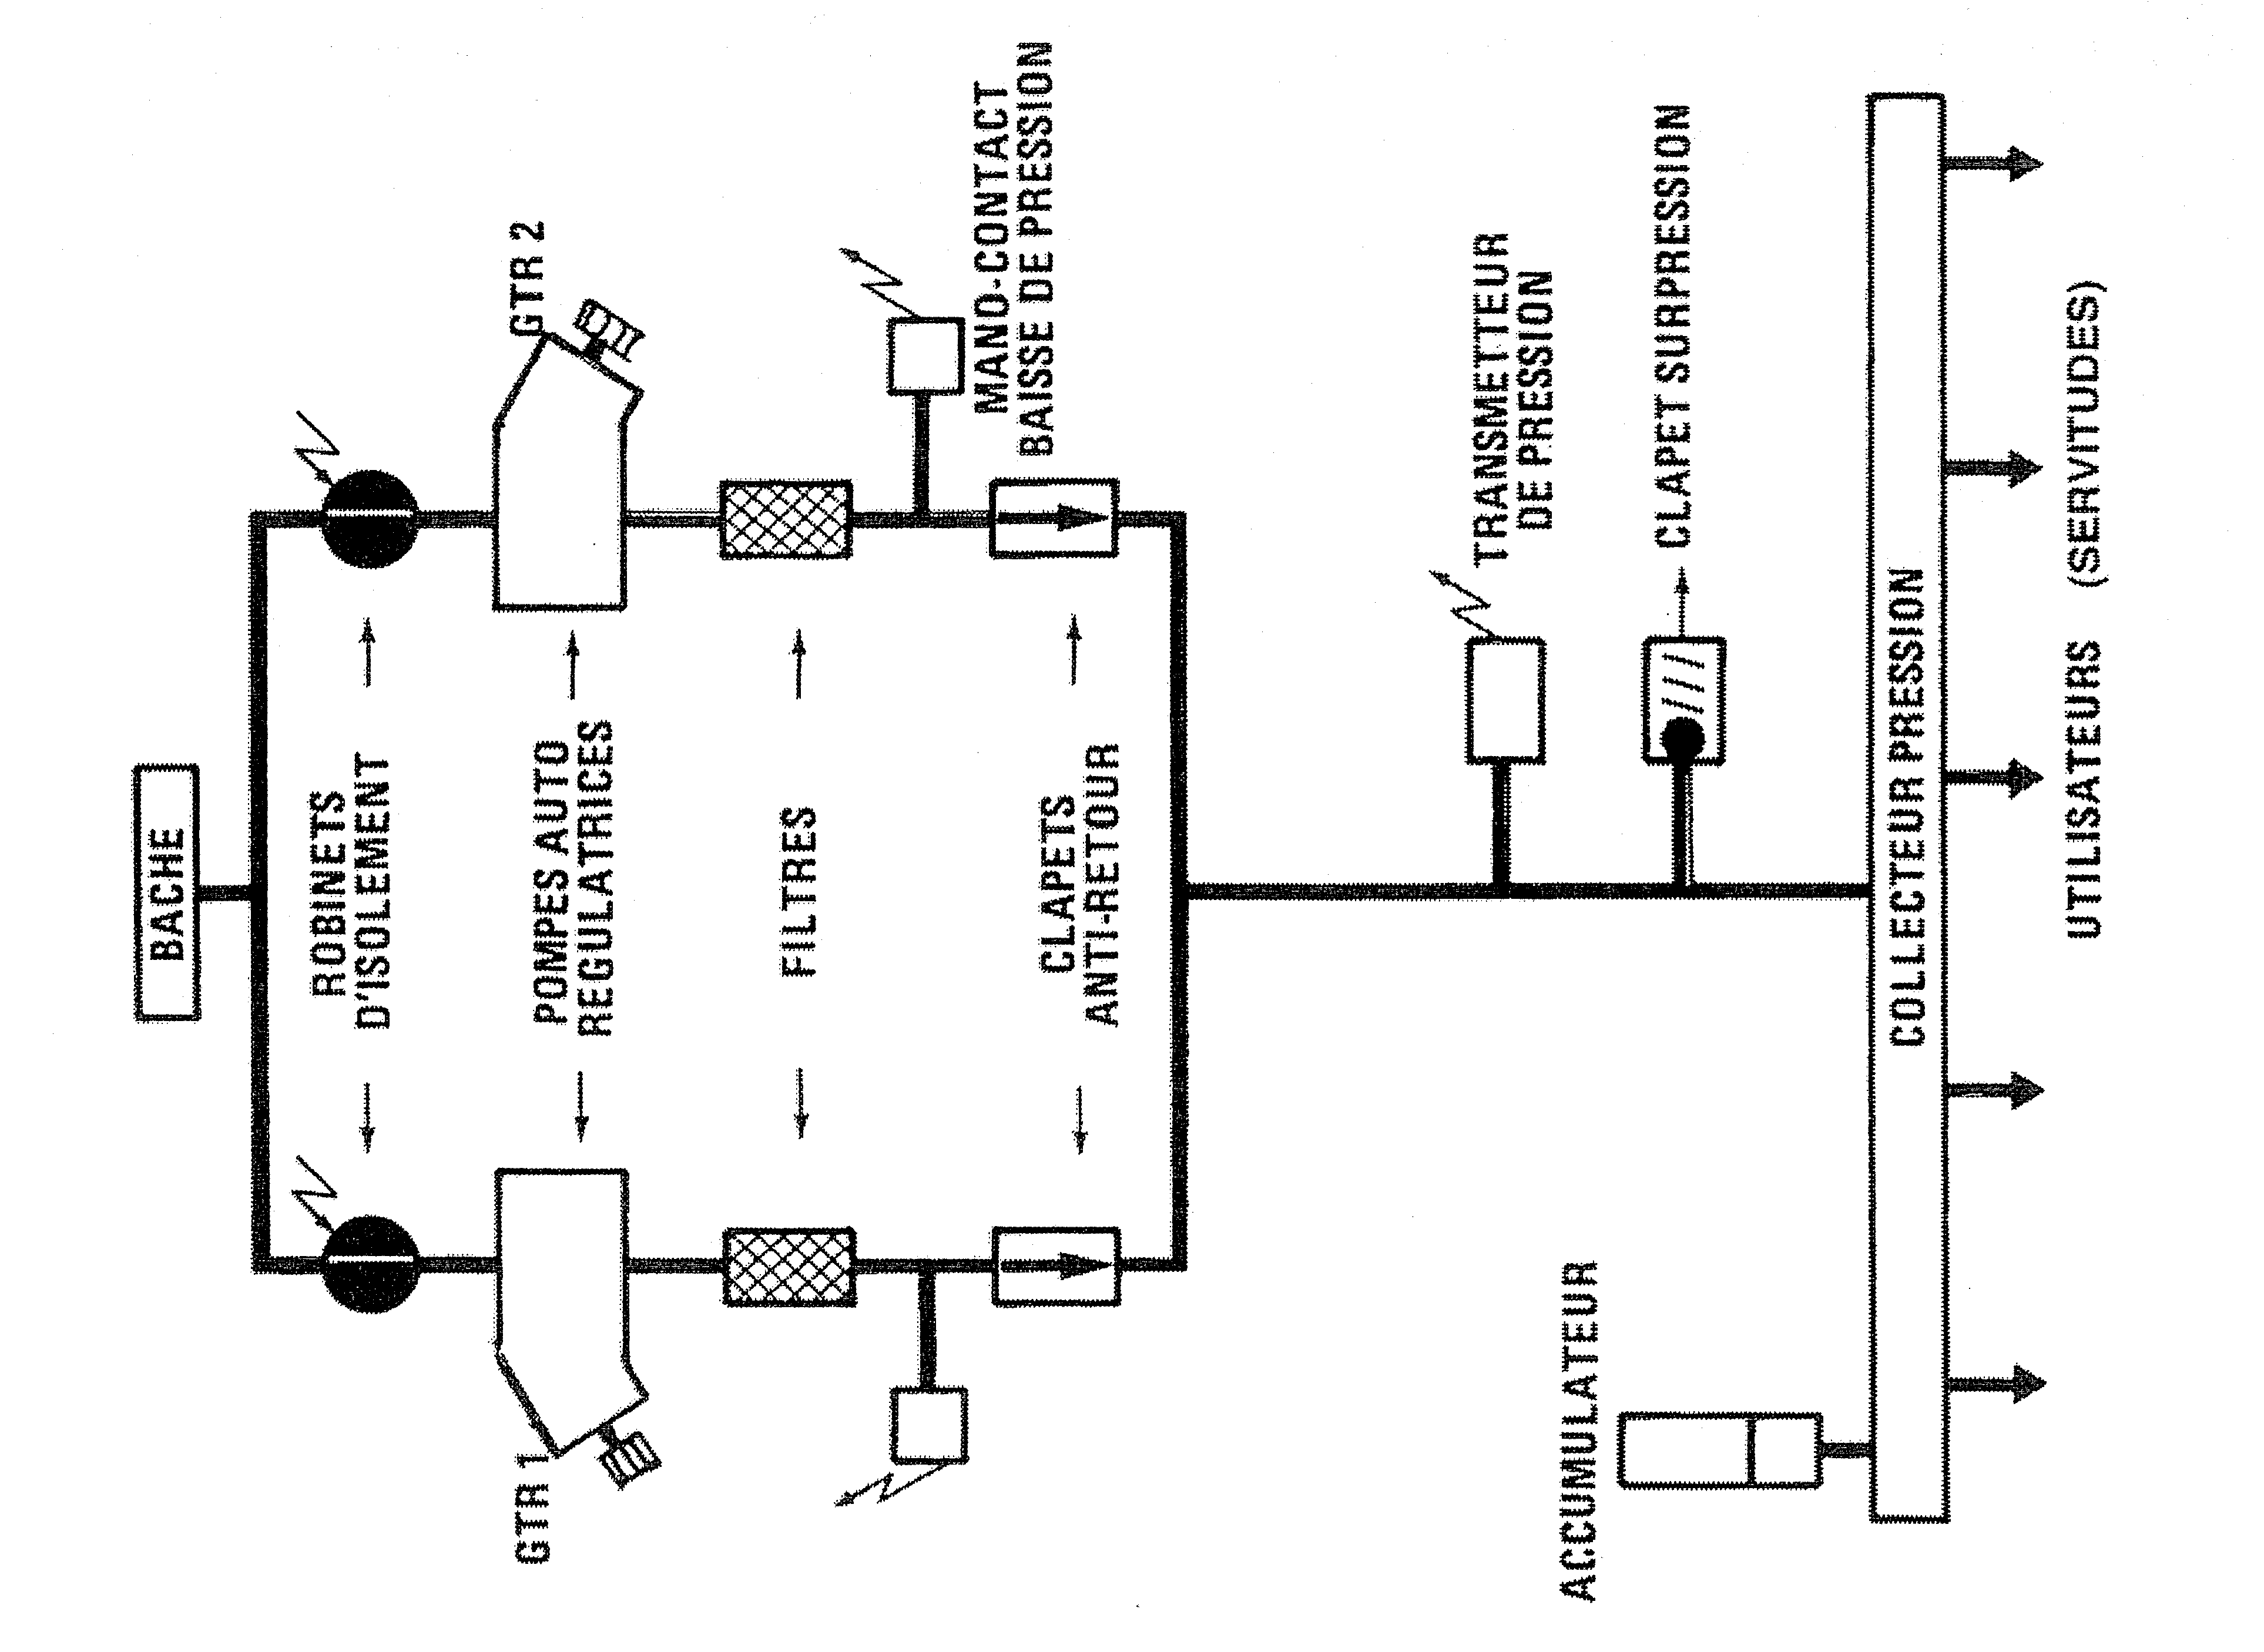 BACHE
ROBINETS
D'ISOLEMENT
GTR 1
GTR 2
POMPES AUTO
REGULATRICES
FILTRES
MANO-CONTACT
BAISSE DE PRESSION
CLAPETS
ANTI-RETOUR
TRANSMETTEUR
DE PRESSION
ACCUMULATEUR
CLAPET SURPRESSION
COLLECTEUR PRESSION
UTILISATEURS (SERVITUDES)